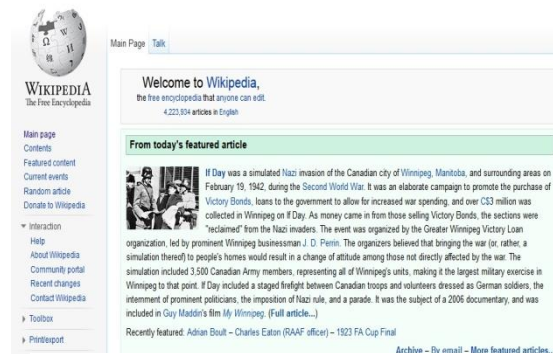 WIKIPEDIA
The Free Encyclopedia
Main page
Contents
Featured content
Current events
Random article
Donate to Wikipedia
Interaction
Help
About Wikipedia
Community portal
Recent changes
Contact Wikipedia
Toolbox
Print/export
Main Page Talk
Welcome to Wikipedia,
the free encyclopedia that anyone can edit.
4,223,934 articles in English
From today's featured article
If Day was a simulated Nazi invasion of the Canadian city of Winnipeg, Manitoba, and surrounding areas on
February 19, 1942, during the Second World War. It was an elaborate campaign to promote the purchase of
Victory Bonds, loans to the government to allow for increased war spending, and over C$3 million was
collected in Winnipeg on If Day. As money came in from those selling Victory Bonds, the sections were
"reclaimed" from the Nazi invaders. The event was organized by the Greater Winnipeg Victory Loan
organization, led by prominent Winnipeg businessman J. D. Perrin. The organizers believed that bringing the war (or, rather, a
simulation thereof) to people's homes would result in a change of attitude among those not directly affected by the war. The
simulation included 3,500 Canadian Army members, representing all of Winnipeg's units, making it the largest military exercise in
Winnipeg to that point. If Day included a staged firefight between Canadian troops and volunteers dressed as German soldiers, the
internment of prominent politicians, the imposition of Nazi rule, and a parade. It was the subject of a 2006 documentary, and was
included in Guy Maddin's film My Winnipeg. (Full article...)
Recently featured: Adrian Boult – Charles Eaton (RAAF officer) – 1923 FA Cup Final
Archive – By email – More featured articles...